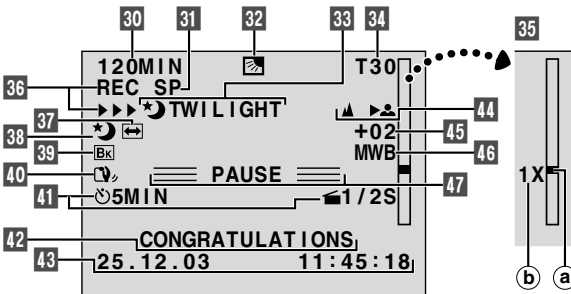 30 31 32 33 34 35
120MIN T30
36 REC SP
TWILIGHT 44
37
38 +02 45
39 BK MWB 46
40 PAUSE 47
41 5MIN 1/2S 1X
42 CONGRATULATIONS
43 25.12.03 11:45:18
b a